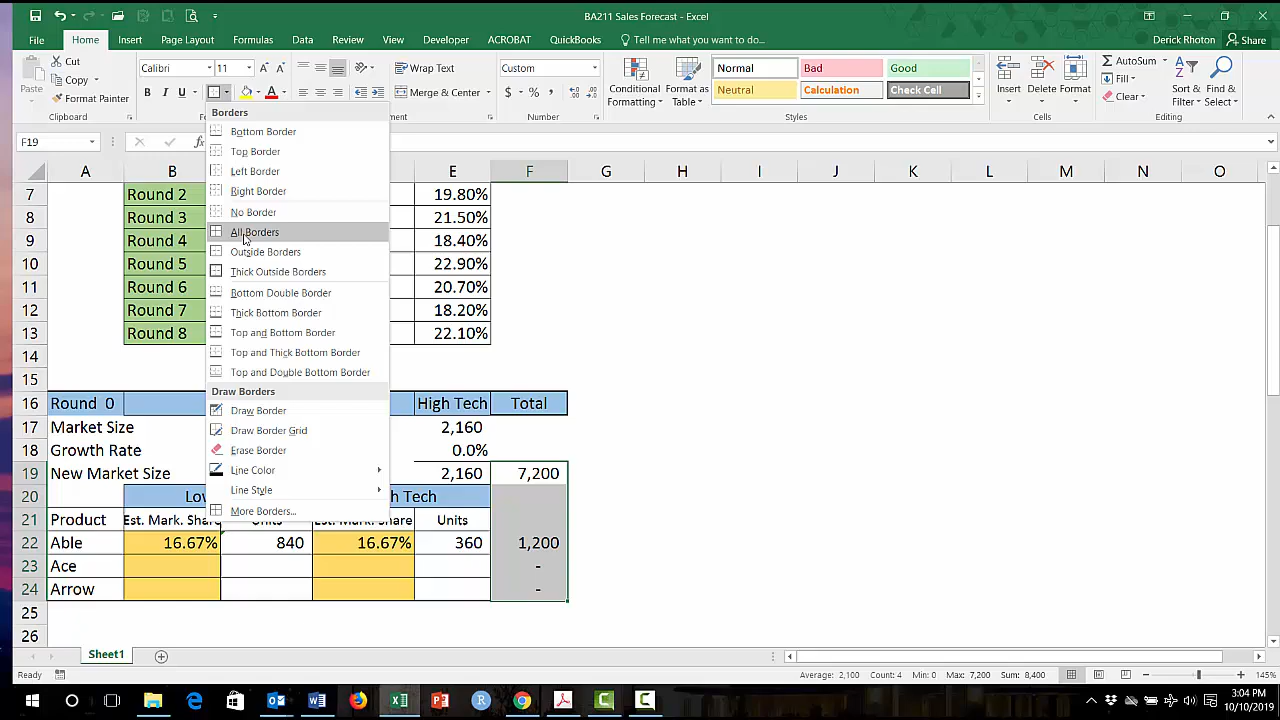 BA211 Sales Forecast - Excel
File Home Insert Page Layout Formulas Data Review View Developer ACROBAT QuickBooks Tell me what you want to do... Derick Rhoton Share
Paste
Cut
Copy
Format Painter
Clipboard
Calibri 11
B I U
Wrap Text
Merge & Center
Custom
$ % ,
Number
Conditional Formatting
Format as Table
Normal Bad Good
Neutral Calculation Check Cell
Styles
Insert Delete Format
Cells
AutoSum
Fill
Clear
Sort & Filter
Find & Select
Editing
F19
fx
Borders
Bottom Border
Top Border
Left Border
Right Border
No Border
All Borders
Outside Borders
Thick Outside Borders
Bottom Double Border
Thick Bottom Border
Top and Bottom Border
Top and Thick Bottom Border
Top and Double Bottom Border
Draw Borders
Draw Border
Draw Border Grid
Erase Border
Line Color
Line Style
More Borders...
A B E F G H I J K L M N O
7 Round 2 19.80%
8 Round 3 21.50%
9 Round 4 18.40%
10 Round 5 22.90%
11 Round 6 20.70%
12 Round 7 18.20%
13 Round 8 22.10%
14
15
16 Round 0 High Tech Total
17 Market Size 2,160
18 Growth Rate 0.0%
19 New Market Size 2,160 7,200
20 Lo h Tech
21 Product Est. Mark. Share Units Est. Mark. Share Units
22 Able 16.67% 840 16.67% 360 1,200
23 Ace -
24 Arrow -
25
26
Sheet1
Ready Average: 2,100 Count: 4 Min: 0 Max: 7,200 Sum: 8,400 145%
3:04 PM
10/10/2019